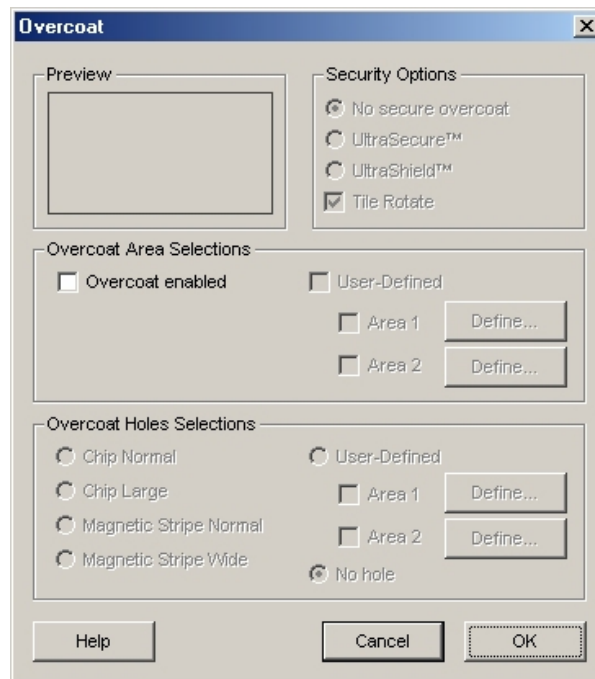 Overcoat
Preview
Security Options
No secure overcoat
UltraSecure™
UltraShield™
Tile Rotate
Overcoat Area Selections
Overcoat enabled
User-Defined
Area 1
Define...
Area 2
Define...
Overcoat Holes Selections
Chip Normal
Chip Large
Magnetic Stripe Normal
Magnetic Stripe Wide
User-Defined
Area 1
Define...
Area 2
Define...
No hole
Help
Cancel
OK